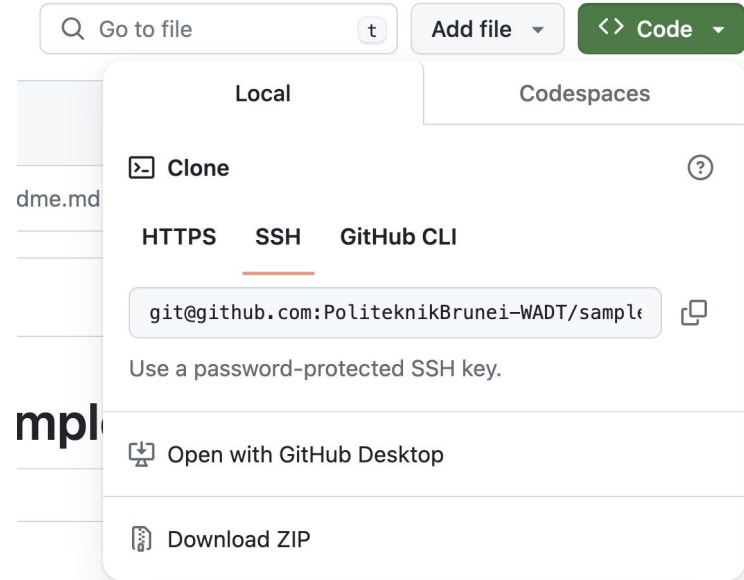 Go to file t Add file Code
Local Codespaces
Clone
dme.md
HTTPS SSH GitHub CLI
git@github.com:PoliteknikBrunei-WADT/sample
Use a password-protected SSH key.
mpl
Open with GitHub Desktop
Download ZIP